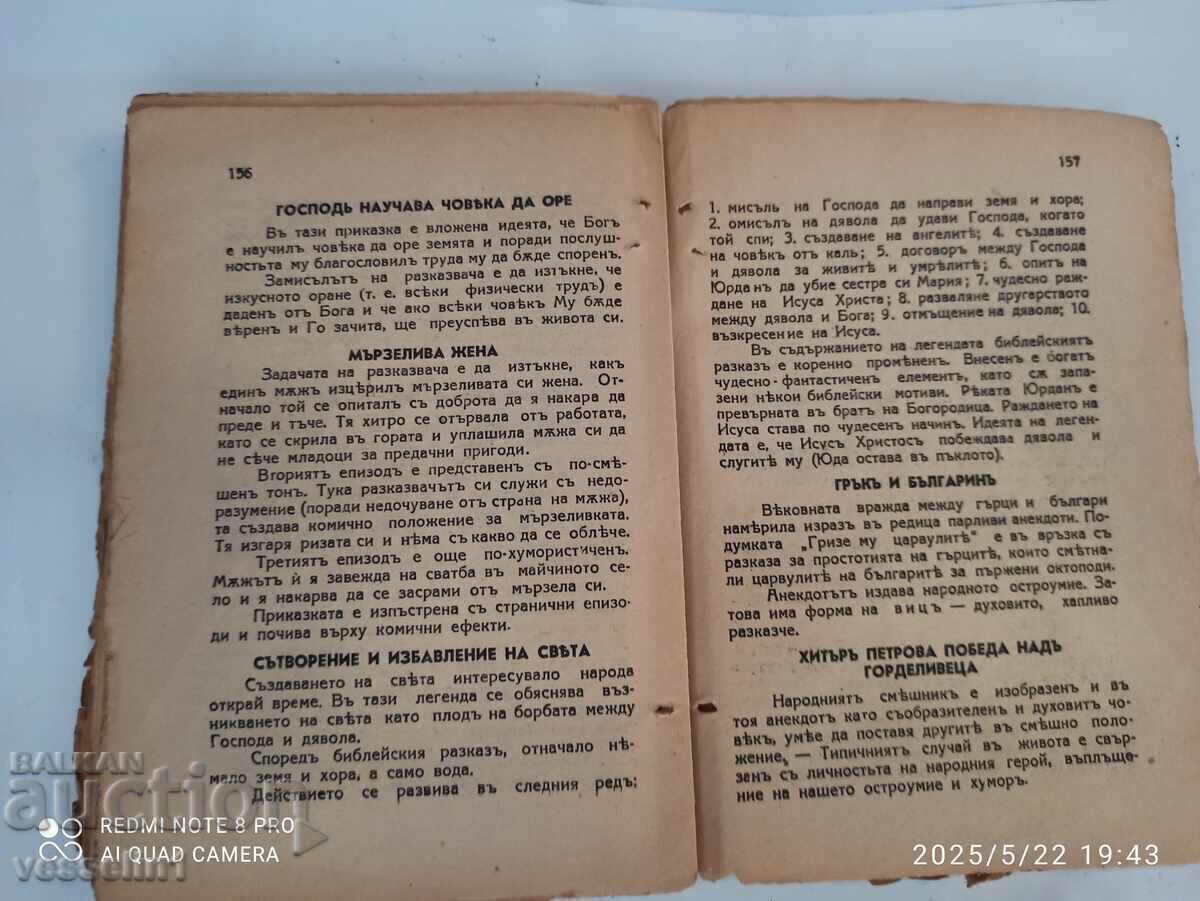 156
ГОСПОДЬ НАУЧАВА ЧОВѢКА ДА ОРЕ
Въ тази приказка е вложена идеята, че Богъ
е научилъ човѣка да оре земята и поради послуш-
ностьта му благословилъ труда му да бѫде споренъ.
Замисълътъ на разказвача е да изтъкне, че
изкусното оране (т. е. всѣки физически трудъ) е
даденъ отъ Бога и че ако всѣки човѣкъ Му бѫде
вѣренъ и Го зачита, ще преуспѣва въ живота си.
МЪРЗЕЛИВА ЖЕНА
Задачата на разказвача е да изтъкне, какъ
единъ мѫжъ изцѣрилъ мързеливата си жена. От-
начало той се опиталъ съ доброта да я накара да
преде и тъче. Тя хитро се отървала отъ работата,
като се скрила въ гората и уплашила мѫжа си да
не сѣче младоци за предачни пригоди.
Вториятъ епизодъ е представенъ съ по-смѣ-
шенъ тонъ. Тука разказвачътъ си служи съ недо-
разумение (поради недочуване отъ страна на мѫжа),
та създава комично положение за мързеливката.
Тя изгаря ризата си и нѣма съ какво да се облѣче.
Третиятъ епизодъ е още по-хумористиченъ.
Мѫжътъ ѝ я завежда на сватба въ майчиното се-
ло и я накарва да се засрами отъ мързела си.
Приказката е изпъстрена съ странични епизо-
ди и почива върху комични ефекти.
СЪТВОРЕНИЕ И ИЗБАВЛЕНИЕ НА СВѢТА
Създаването на свѣта интересувало народа
открай време. Въ тази легенда се обяснява въз-
никването на свѣта като плодъ на борбата между
Господа и дявола.
Споредъ библейския разказъ, отначало нѣ-
мало земя и хора, а само вода.
Действието се развива въ следния редъ:
157
1. мисъль на Господа да направи земя и хора;
2. омисълъ на дявола да удави Господа, когато
той спи; 3. създаване на ангелитѣ; 4. създаване
на човѣкъ отъ каль; 5. договоръ между Господа
и дявола за живитѣ и умрѣлитѣ; 6. опитъ на
Юрданъ да убие сестра си Мария; 7. чудесно раж-
дане на Исуса Христа; 8. разваляне другарството
между дявола и Бога; 9. отмъщение на дявола; 10.
възкресение на Исуса.
Въ съдържанието на легендата библейскиятъ
разказъ е коренно промѣненъ. Внесенъ е богатъ
чудесно-фантастиченъ елементъ, като сѫ запа-
зени нѣкои библейски мотиви. Рѣката Юрданъ е
превърната въ братъ на Богородица. Раждането на
Исуса става по чудесенъ начинъ. Идеята на леген-
дата е, че Исусъ Христосъ побеждава дявола и
слугитѣ му (Юда остава въ пъклото).
ГРЪКЪ И БЪЛГАРИНЪ
Вѣковната вражда между гърци и българи
намѣрила изразъ въ редица парливи анекдоти. По-
думката „Гризе му царвулитѣ“ е въ връзка съ
разказа за простотията на гърцитѣ, които смѣтна-
ли царвулитѣ на българитѣ за пържени октоподи.
Анекдотътъ издава народното остроумие. За-
това има форма на вицъ — духовито, хапливо
разказче.
ХИТЪРЪ ПЕТРОВА ПОБЕДА НАДЪ
ГОРДЕЛИВЕЦА
Народниятъ смѣшникъ е изобразенъ и въ
тоя анекдотъ като съобразителенъ и духовитъ чо-
вѣкъ, умѣе да поставя другитѣ въ смѣшно поло-
жение. — Типичниятъ случай въ живота е свър-
занъ съ личностьта на народния герой, въплъще-
ние на нашето остроумие и хуморъ.
BALKAN
auction
REDMI NOTE 8 PRO
AI QUAD CAMERA
vesselin1
2025/5/22 19:43